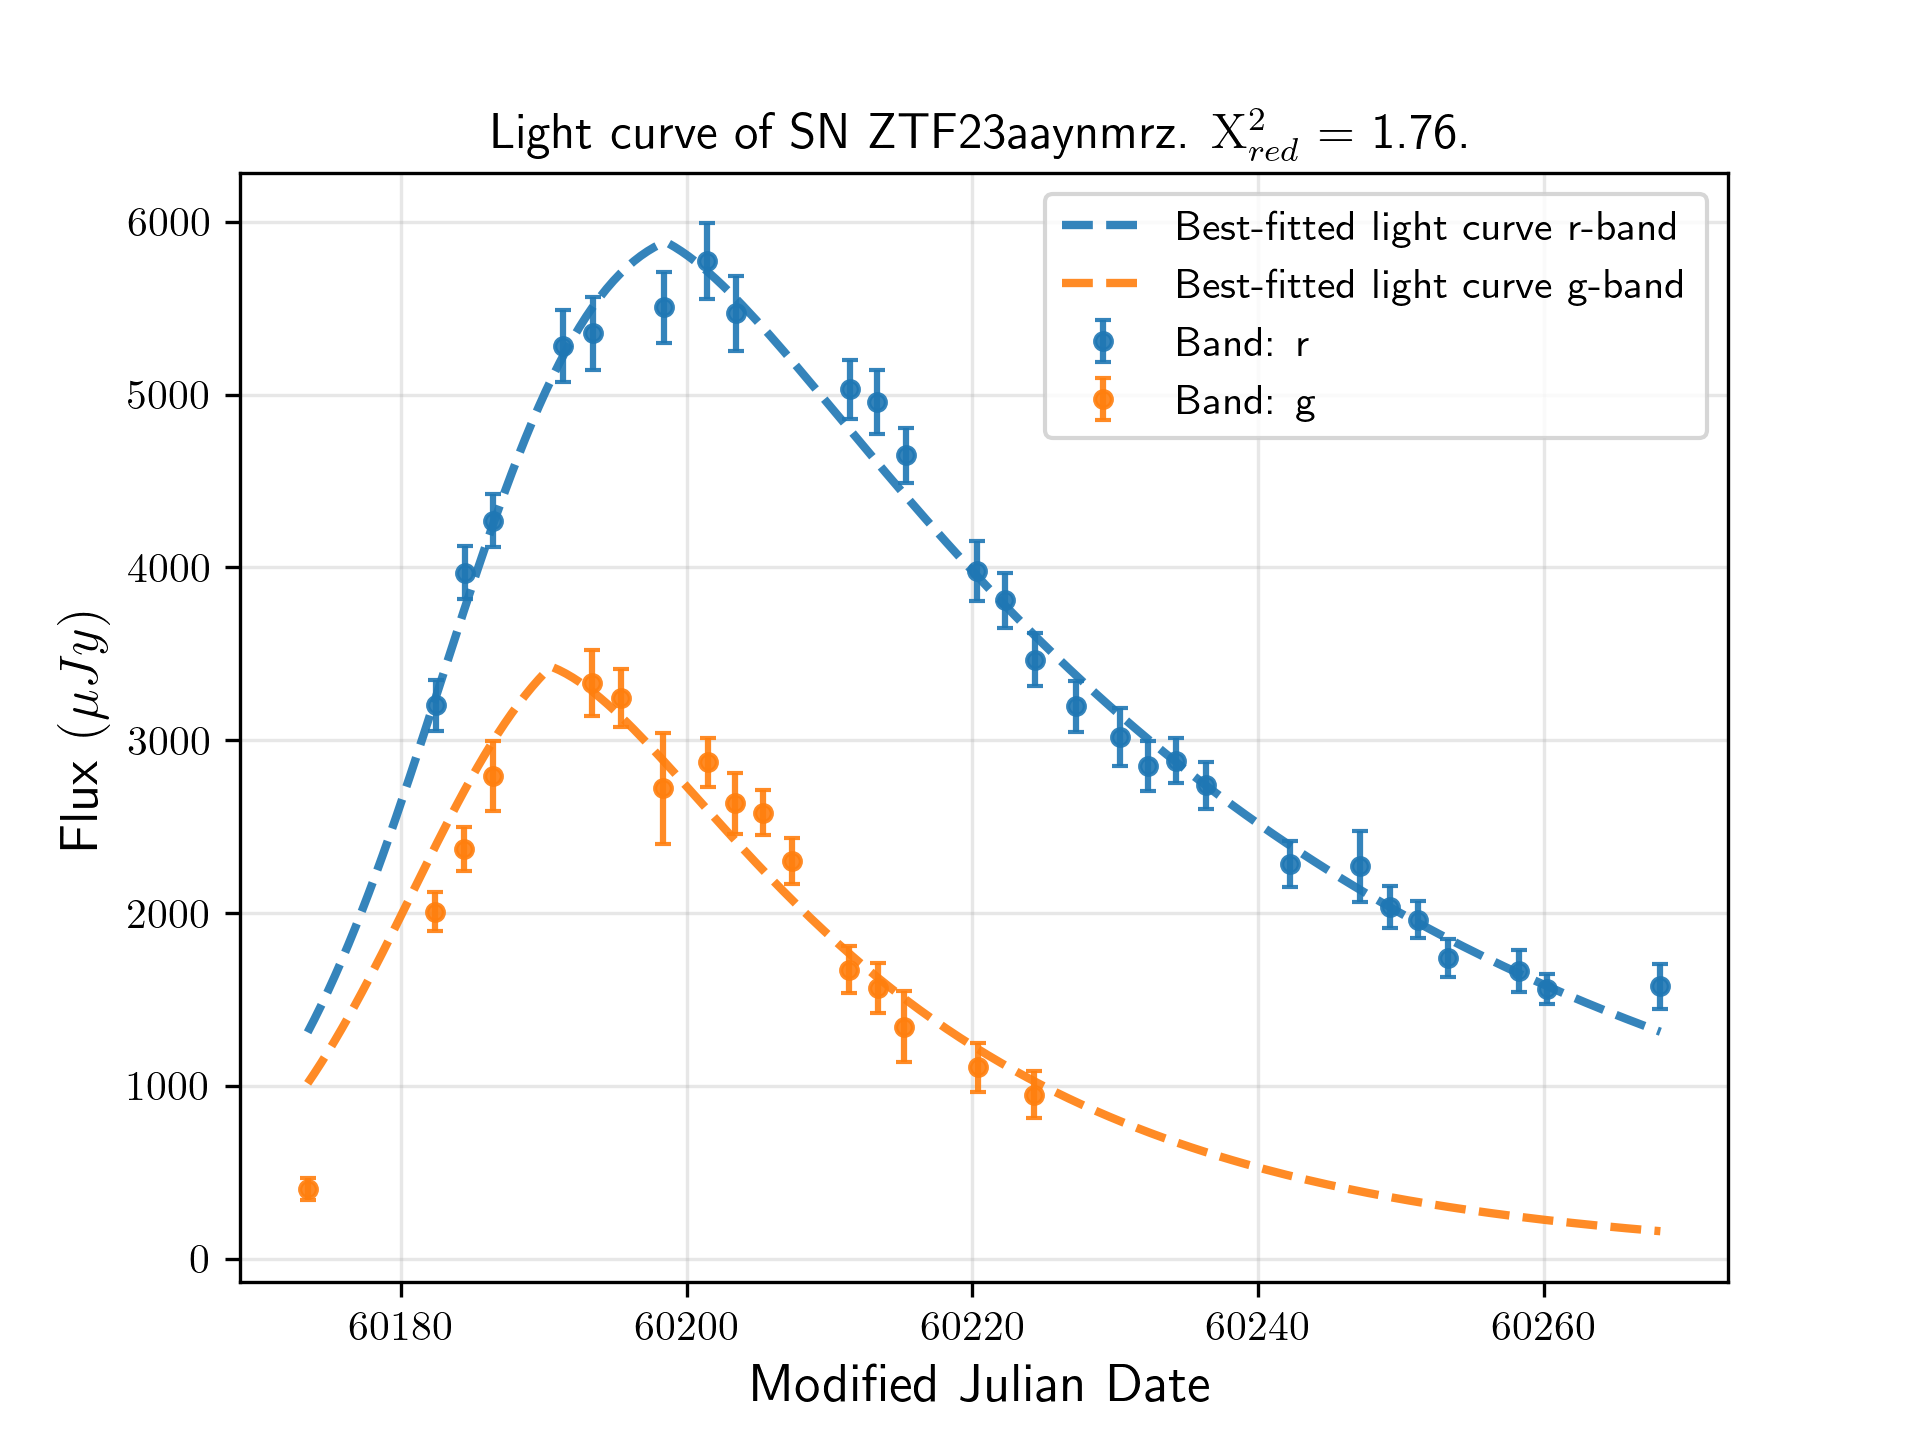 Light curve of SN ZTF23aaynmrz. X²_red = 1.76.
Best-fitted light curve r-band
Best-fitted light curve g-band
Band: r
Band: g
6000
5000
4000
3000
2000
1000
0
Flux (μJy)
60180 60200 60220 60240 60260
Modified Julian Date